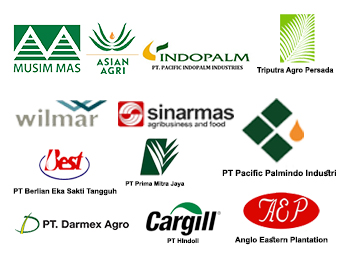 MUSIM MAS
ASIAN
AGRI
INDOPALM
PT. PACIFIC INDOPALM INDUSTRIES
Triputra Agro Persada
wilmar
sinarmas
agribusiness and food
Best
PT Berlian Eka Sakti Tangguh
PT Prima Mitra Jaya
PT Pacific Palmindo Industri
PT. Darmex Agro
Cargill
PT Hindoli
AEP
Anglo Eastern Plantation